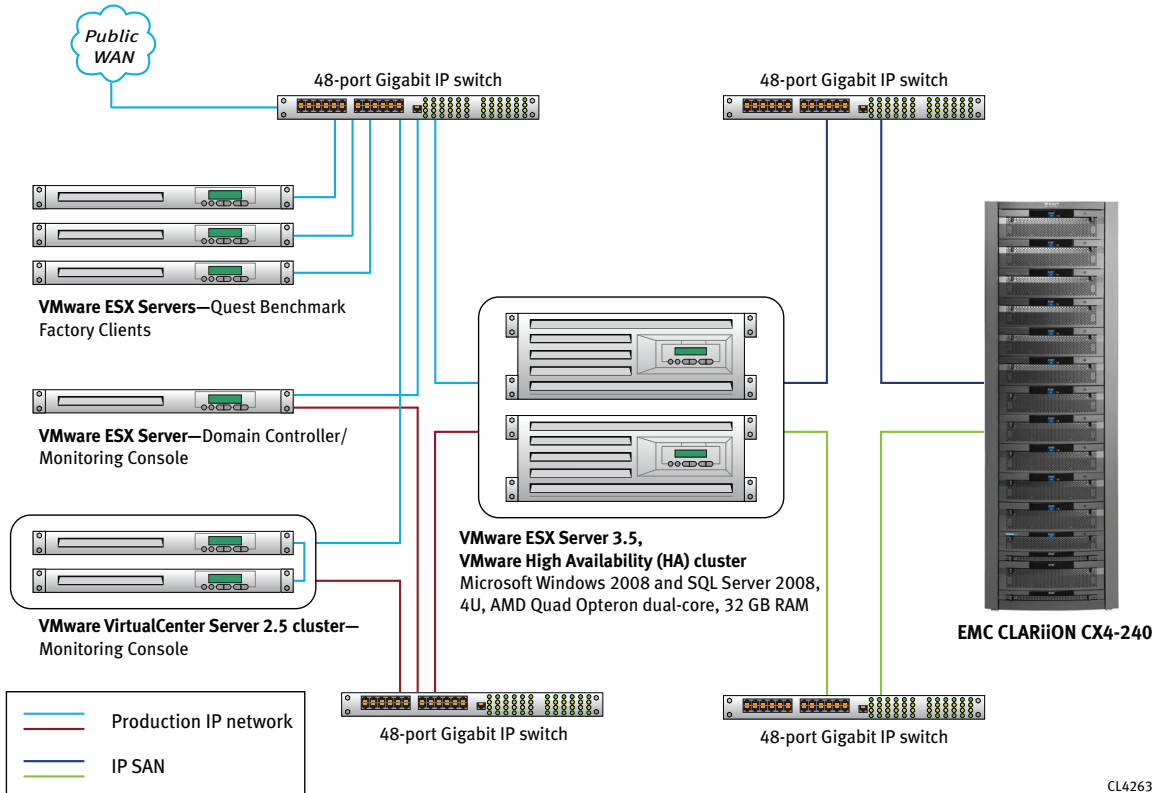 Public
WAN
48-port Gigabit IP switch
48-port Gigabit IP switch
VMware ESX Servers—Quest Benchmark
Factory Clients
VMware ESX Server—Domain Controller/
Monitoring Console
VMware VirtualCenter Server 2.5 cluster—
Monitoring Console
VMware ESX Server 3.5,
VMware High Availability (HA) cluster
Microsoft Windows 2008 and SQL Server 2008,
4U, AMD Quad Opteron dual-core, 32 GB RAM
EMC CLARiiON CX4-240
48-port Gigabit IP switch
48-port Gigabit IP switch
Production IP network
IP SAN
CL4263